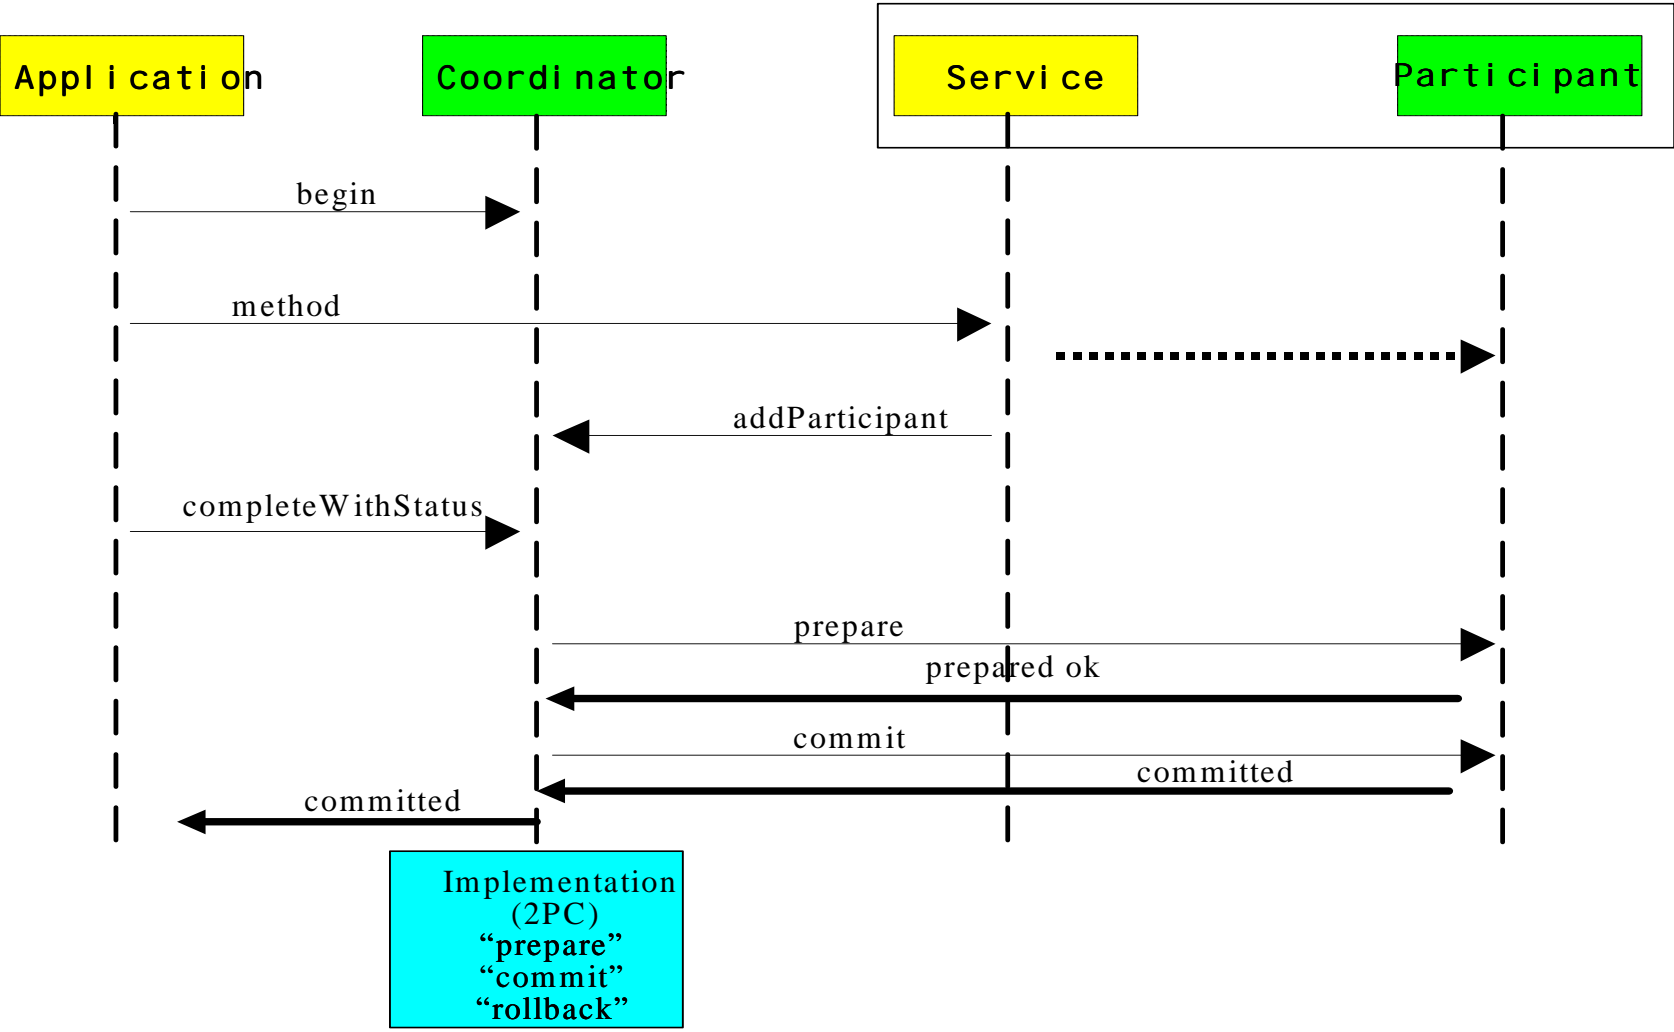 Application
Coordinator
Service
Participant
begin
method
addParticipant
completeWithStatus
prepare
prepared ok
commit
committed
committed
Implementation
(2PC)
“prepare”
“commit”
“rollback”